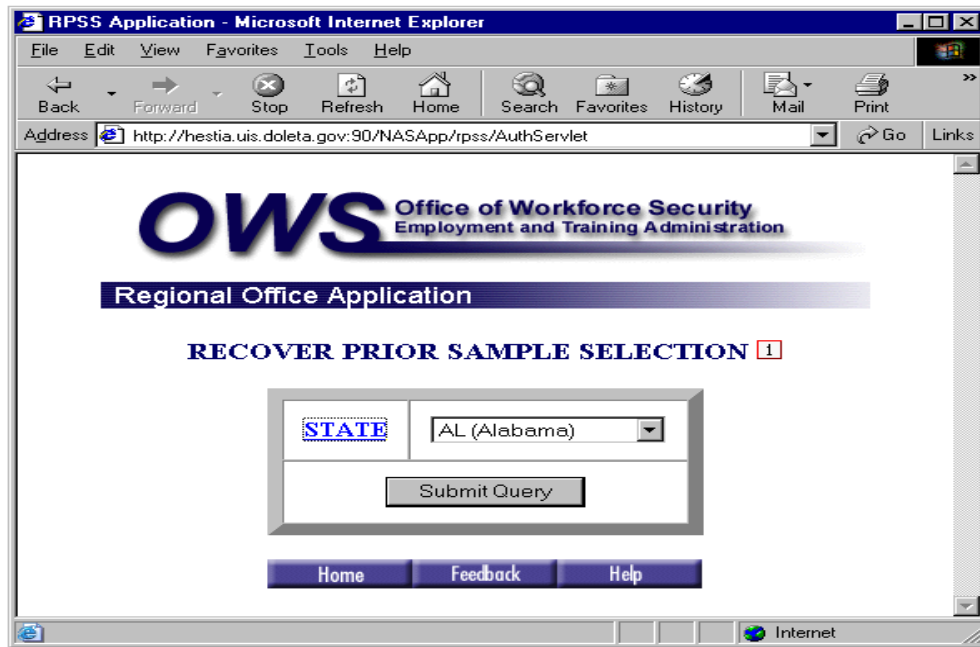 RPSS Application - Microsoft Internet Explorer
File Edit View Favorites Tools Help
Back Forward Stop Refresh Home Search Favorites History Mail Print »
Address http://hestia.uis.doleta.gov:90/NASApp/rpss/AuthServlet Go Links
OWS Office of Workforce Security
Employment and Training Administration
Regional Office Application
RECOVER PRIOR SAMPLE SELECTION 1
STATE AL (Alabama)
Submit Query
Home Feedback Help
Internet